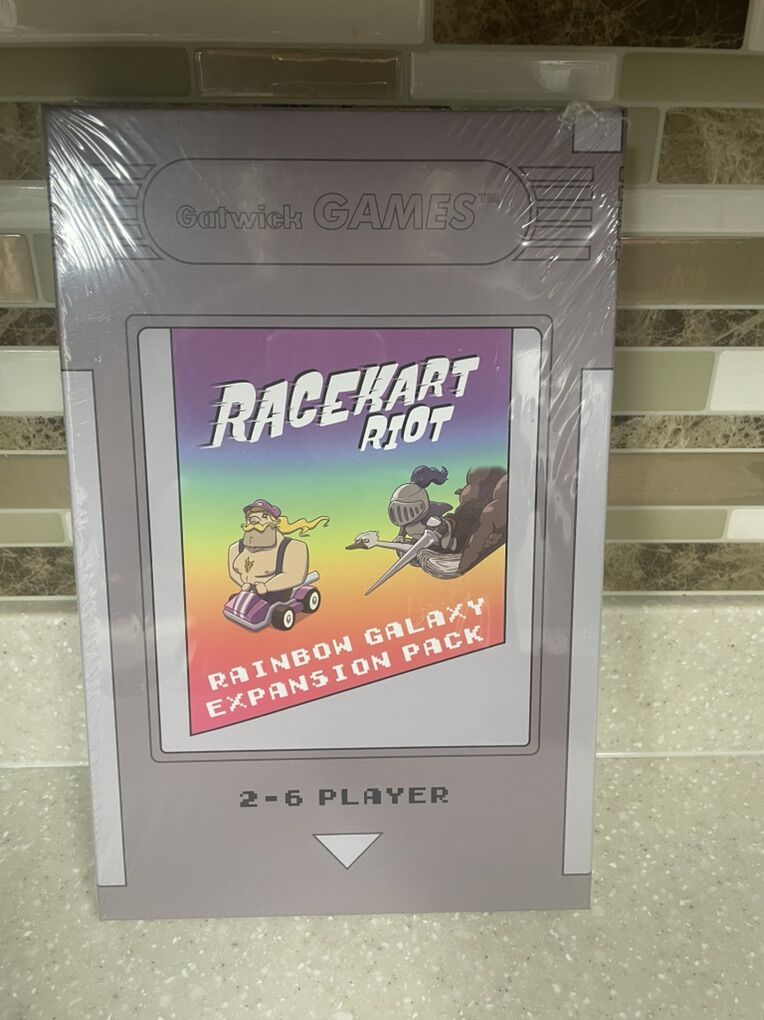 Gatwick GAMES™
RACEKART
RIOT
RAINBOW GALAXY
EXPANSION PACK
2-6 PLAYER